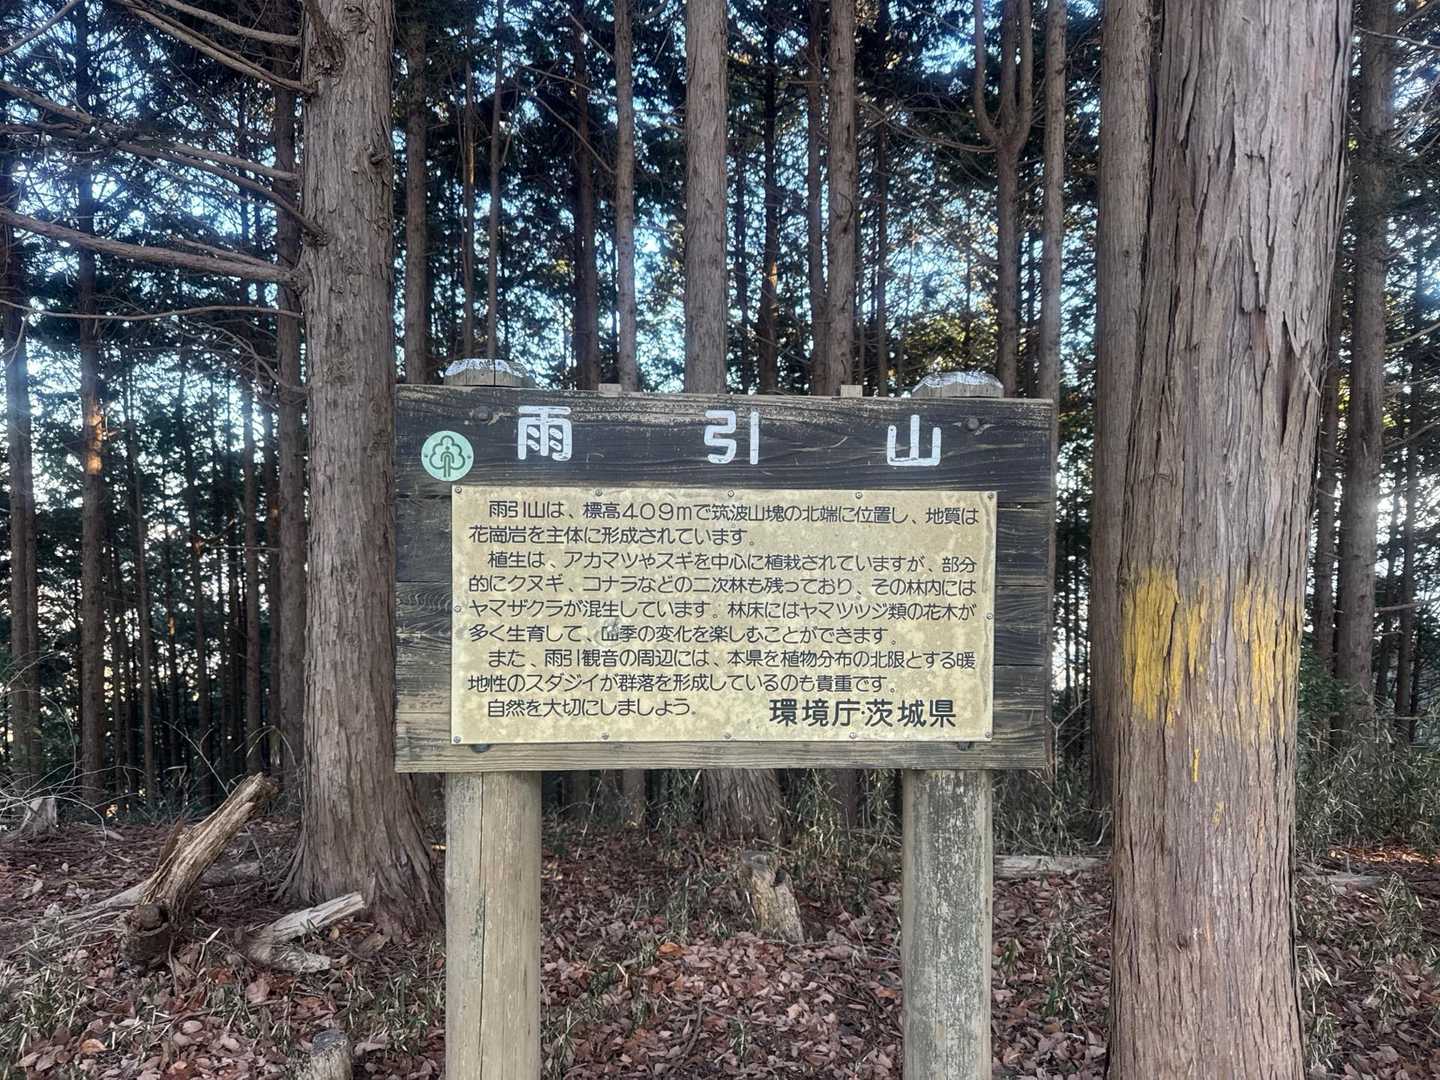 雨引山
雨引山は、標高409mで筑波山塊の北端に位置し、地質は
花崗岩を主体に形成されています。
植生は、アカマツやスギを中心に植栽されていますが、部分
的にクヌギ、コナラなどの二次林も残っており、その林内には
ヤマザクラが混生しています。林床にはヤマツツジ類の花木が
多く生育して、四季の変化を楽しむことができます。
また、雨引観音の周辺には、本県を植物分布の北限とする暖
地性のスダジイが群落を形成しているのも貴重です。
自然を大切にしましょう。 環境庁・茨城県